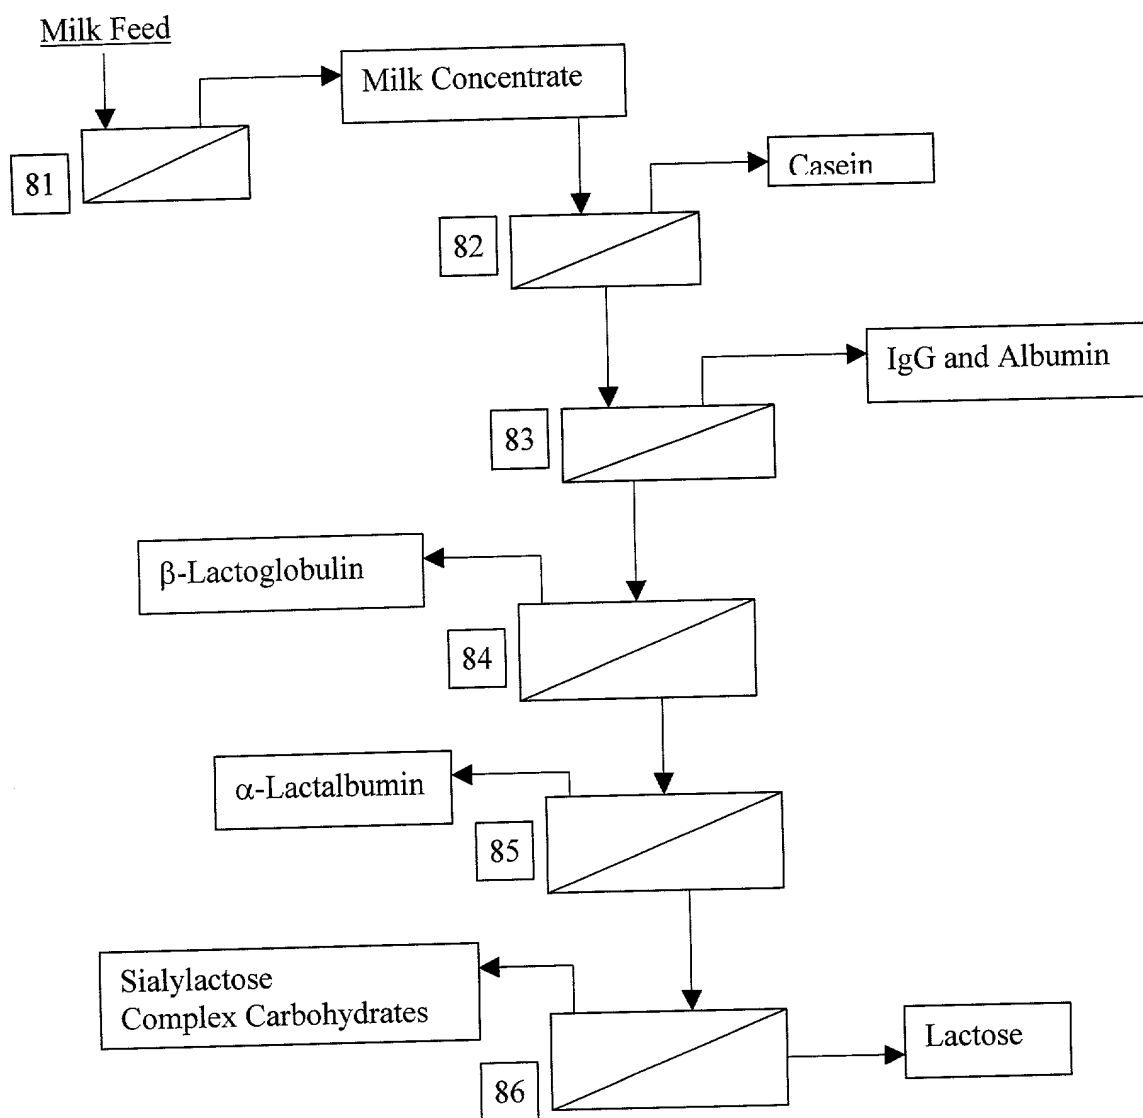 Milk Feed
Milk Concentrate
81
Casein
82
IgG and Albumin
83
β-Lactoglobulin
84
α-Lactalbumin
85
Sialylactose
Complex Carbohydrates
Lactose
86